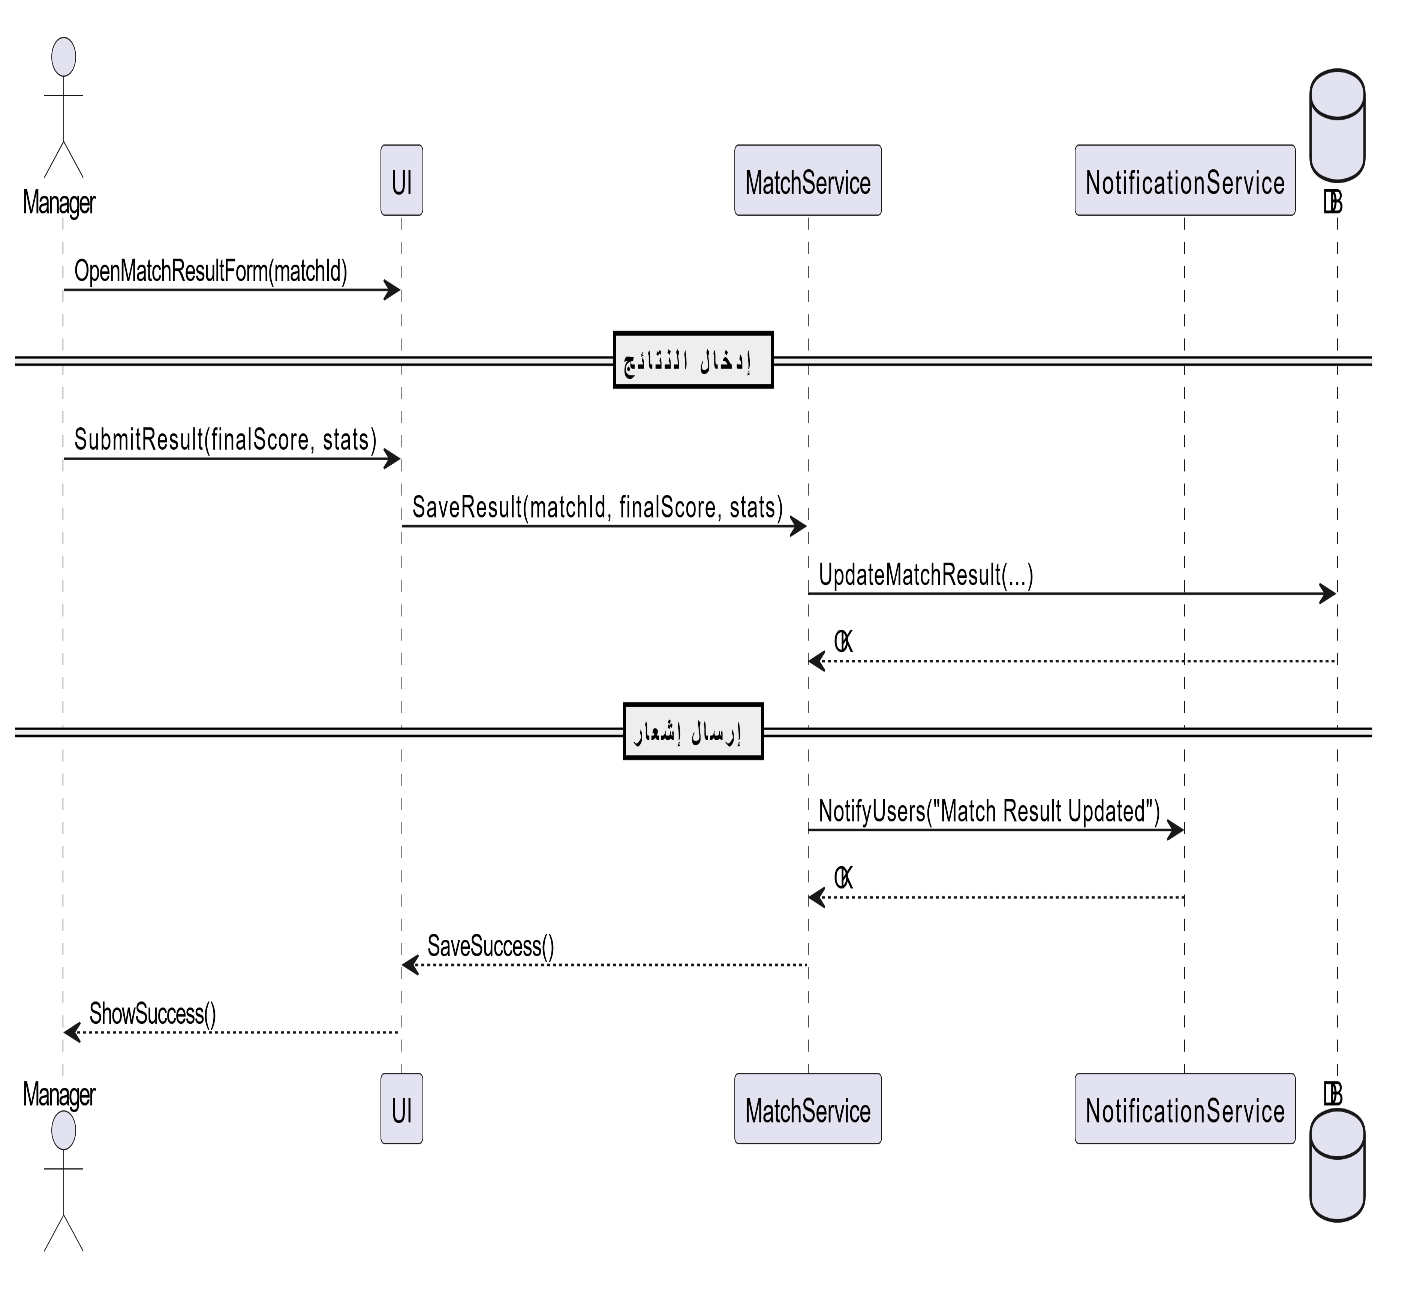 Manager
UI
MatchService
NotificationService
DB
OpenMatchResultForm(matchId)
إدخال النتائج
SubmitResult(finalScore, stats)
SaveResult(matchId, finalScore, stats)
UpdateMatchResult(...)
OK
إرسال إشعار
NotifyUsers("Match Result Updated")
OK
SaveSuccess()
ShowSuccess()
Manager
UI
MatchService
NotificationService
DB